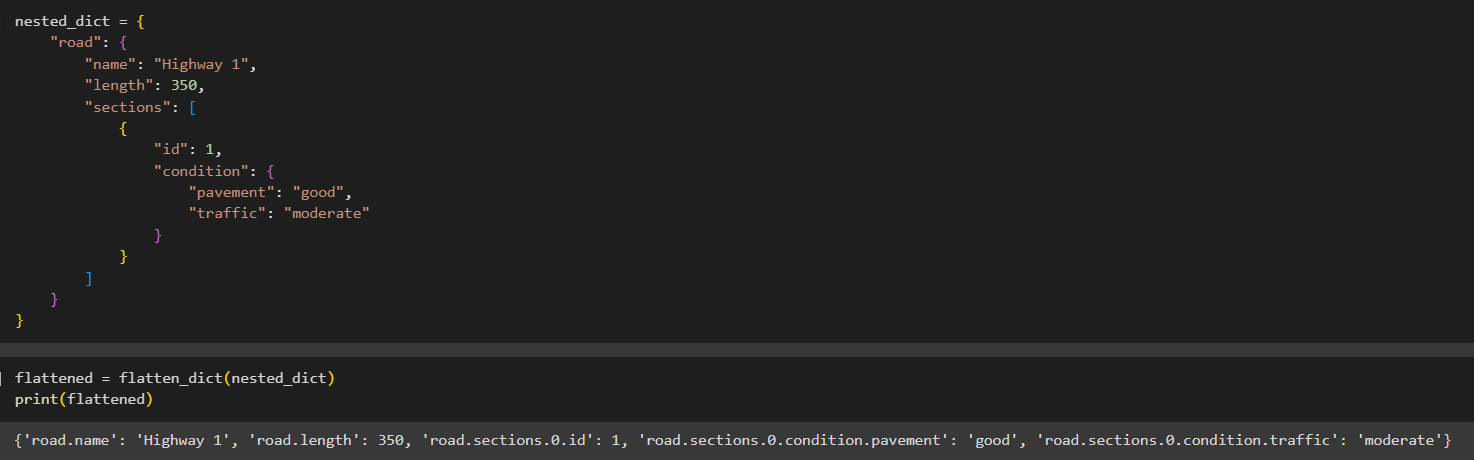 nested_dict = {
    "road": {
        "name": "Highway 1",
        "length": 350,
        "sections": [
            {
                "id": 1,
                "condition": {
                    "pavement": "good",
                    "traffic": "moderate"
                }
            }
        ]
    }
}
flattened = flatten_dict(nested_dict)
print(flattened)
{'road.name': 'Highway 1', 'road.length': 350, 'road.sections.0.id': 1, 'road.sections.0.condition.pavement': 'good', 'road.sections.0.condition.traffic': 'moderate'}